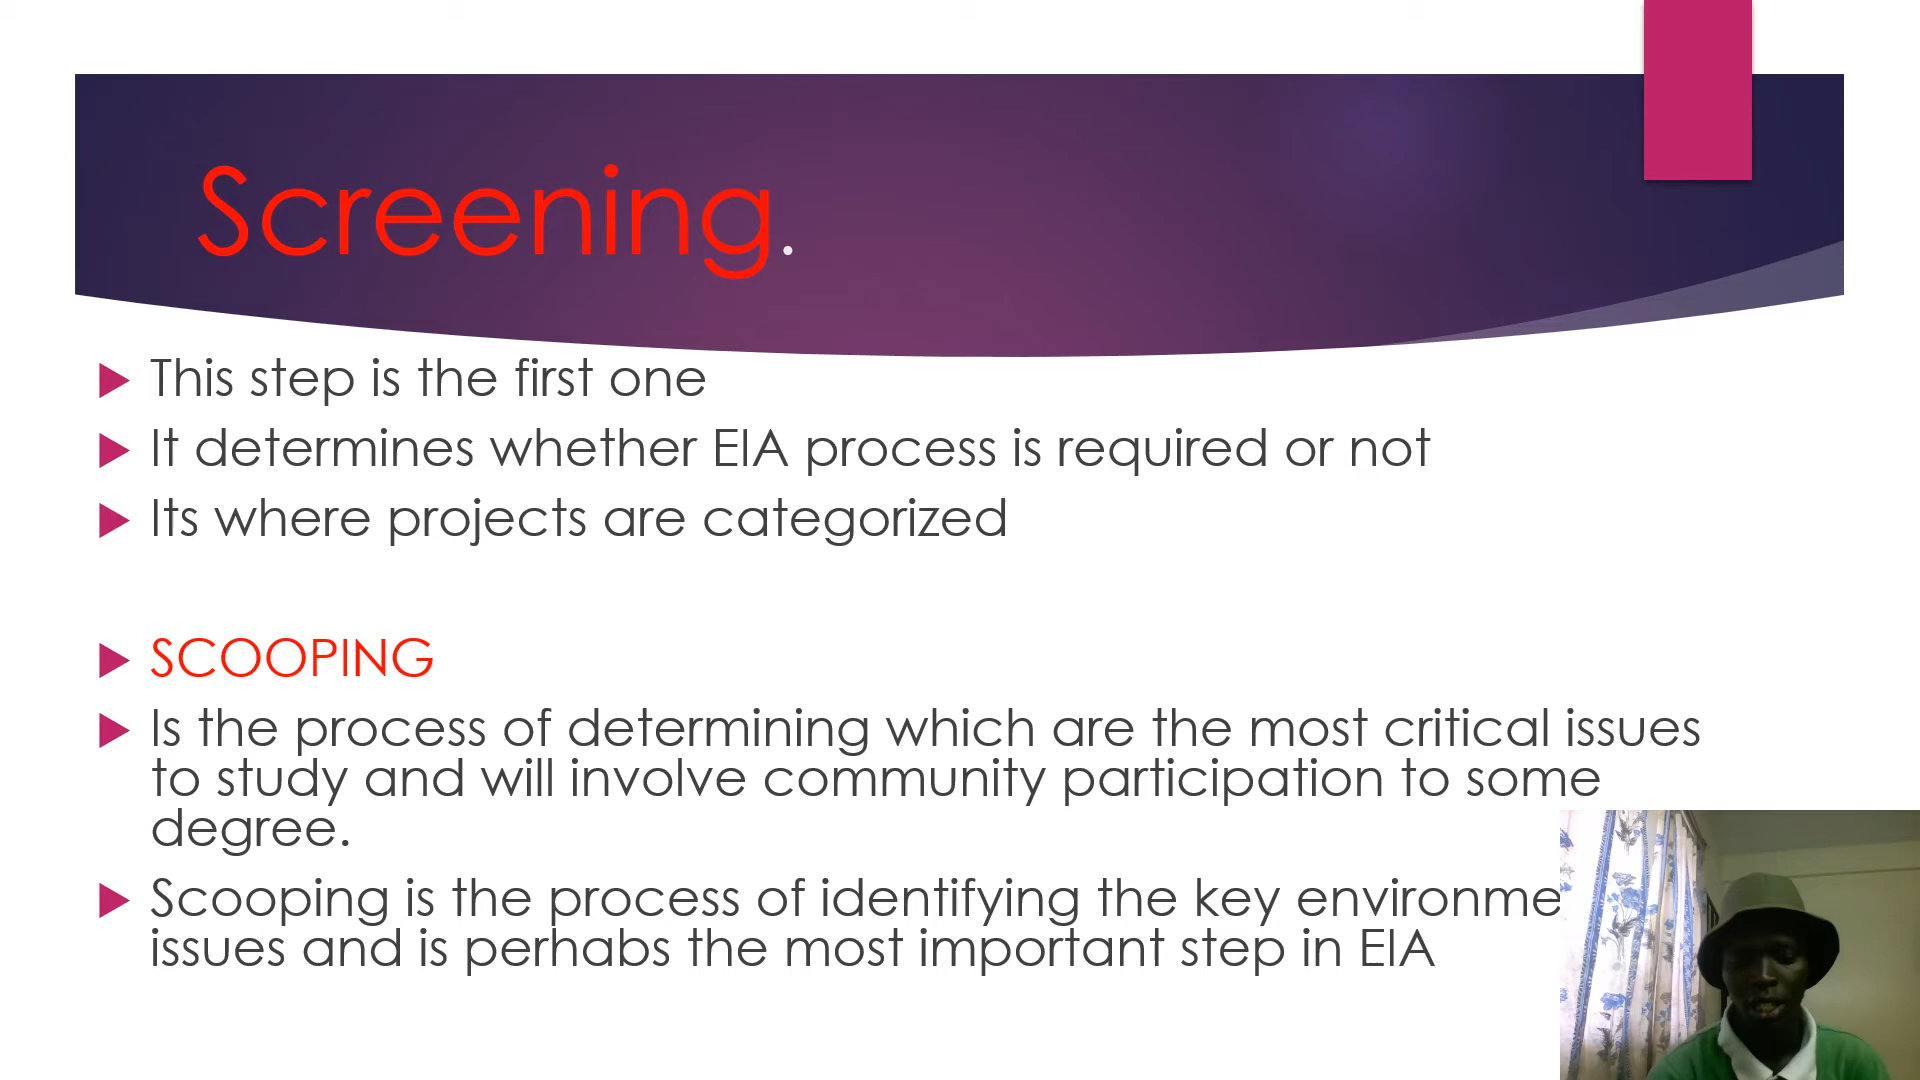 Screening.
This step is the first one
It determines whether EIA process is required or not
Its where projects are categorized
SCOOPING
Is the process of determining which are the most critical issues
to study and will involve community participation to some
degree.
Scooping is the process of identifying the key environme
issues and is perhabs the most important step in EIA